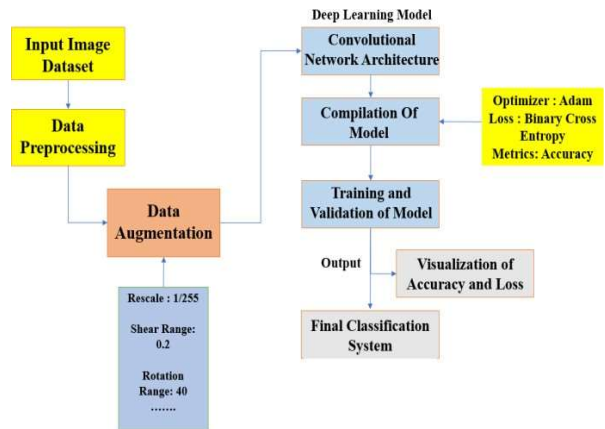 Deep Learning Model
Input Image
Dataset
Data
Preprocessing
Data
Augmentation
Rescale : 1/255
Shear Range:
0.2
Rotation
Range: 40
.......
Convolutional
Network Architecture
Compilation Of
Model
Optimizer : Adam
Loss : Binary Cross
Entropy
Metrics: Accuracy
Training and
Validation of Model
Output
Visualization of
Accuracy and Loss
Final Classification
System